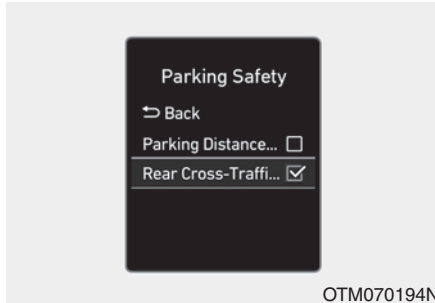 Parking Safety
Back
Parking Distance...
Rear Cross-Traffi...
OTM070194N